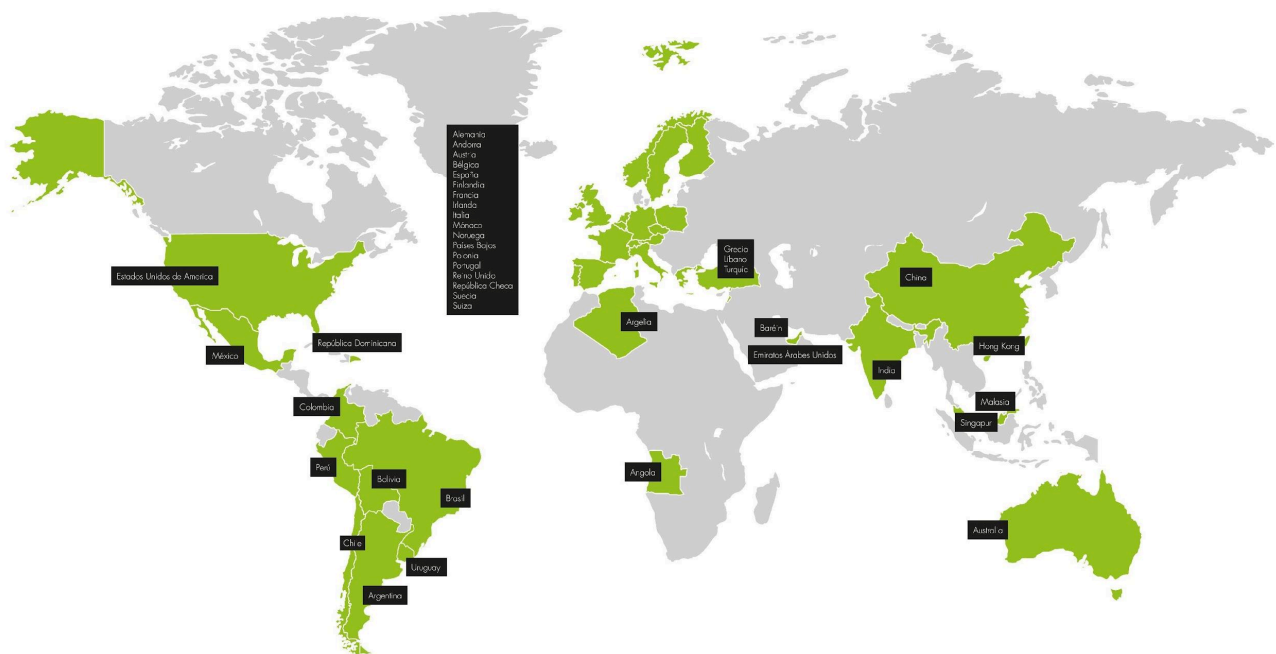 Alemania
Andorra
Austria
Bélgica
España
Finlandia
Francia
Irlanda
Italia
Mónaco
Noruega
Países Bajos
Polonia
Portugal
Reino Unido
República Checa
Suecia
Suiza
Grecia
Líbano
Turquía
China
Estados Unidos de America
Argelia
Baréin
República Dominicana
Hong Kong
México
Emiratos Árabes Unidos
India
Malasia
Colombia
Singapur
Perú
Angola
Bolivia
Brasil
Australia
Chile
Uruguay
Argentina